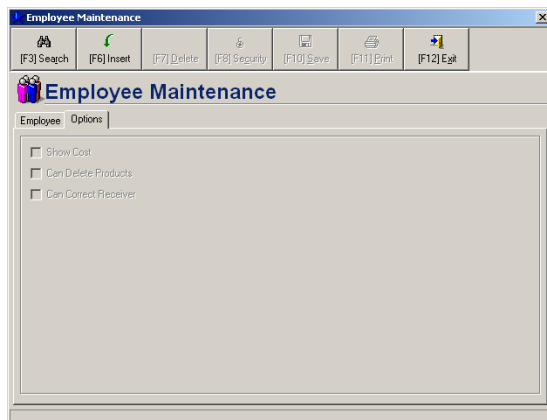 Employee Maintenance
[F3] Search [F6] Insert [F7] Delete [F8] Security [F10] Save [F11] Print [F12] Exit
Employee Maintenance
Employee Options
Show Cost
Can Delete Products
Can Correct Receiver